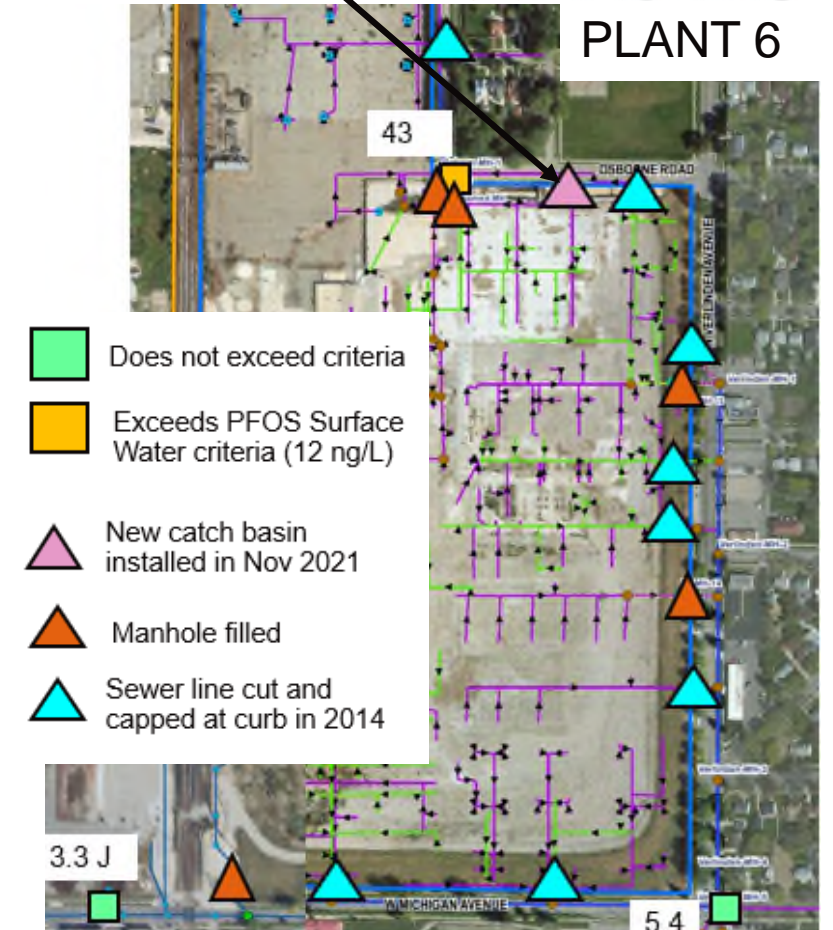 PLANT 6
43
OSBORNE ROAD
N VERLINDEN AVENUE
Does not exceed criteria
Exceeds PFOS Surface
Water criteria (12 ng/L)
New catch basin
installed in Nov 2021
Manhole filled
Sewer line cut and
capped at curb in 2014
3.3 J
W MICHIGAN AVENUE
5.4